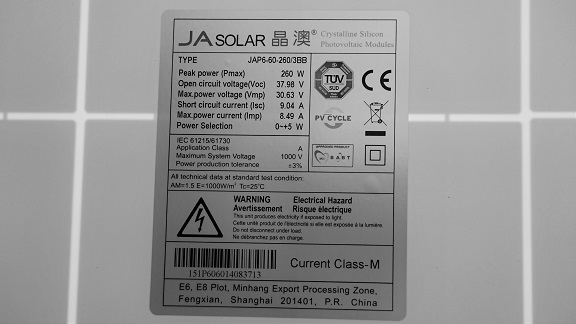 JA SOLAR 晶澳®
Crystalline Silicon
Photovoltaic Modules
TYPE JAP6-60-260/3BB
Peak power (Pmax) 260 W
Open circuit voltage(Voc) 37.98 V
Max.power voltage (Vmp) 30.63 V
Short circuit current (Isc) 9.04 A
Max.power current (Imp) 8.49 A
Power Selection 0~+5 W
TÜV
SUD
CE
PV CYCLE
IEC 61215/61730
Application Class A
Maximum System Voltage 1000 V
Power production tolerance ±3%
APPROVED PRODUCT
BABT
All technical data at standard test condition:
AM=1.5 E=1000W/m² Tc=25°C
WARNING Electrical Hazard
Avertissement Risque électrique
This unit produces electricity if exposed to light.
Cette unité produit de l'électricité si elle est exposée à la lumière.
Do not disconnect under load.
Ne débranchez pas en charge.
151P606014083713
Current Class-M
E6, E8 Plot, Minhang Export Processing Zone,
Fengxian, Shanghai 201401, P.R. China